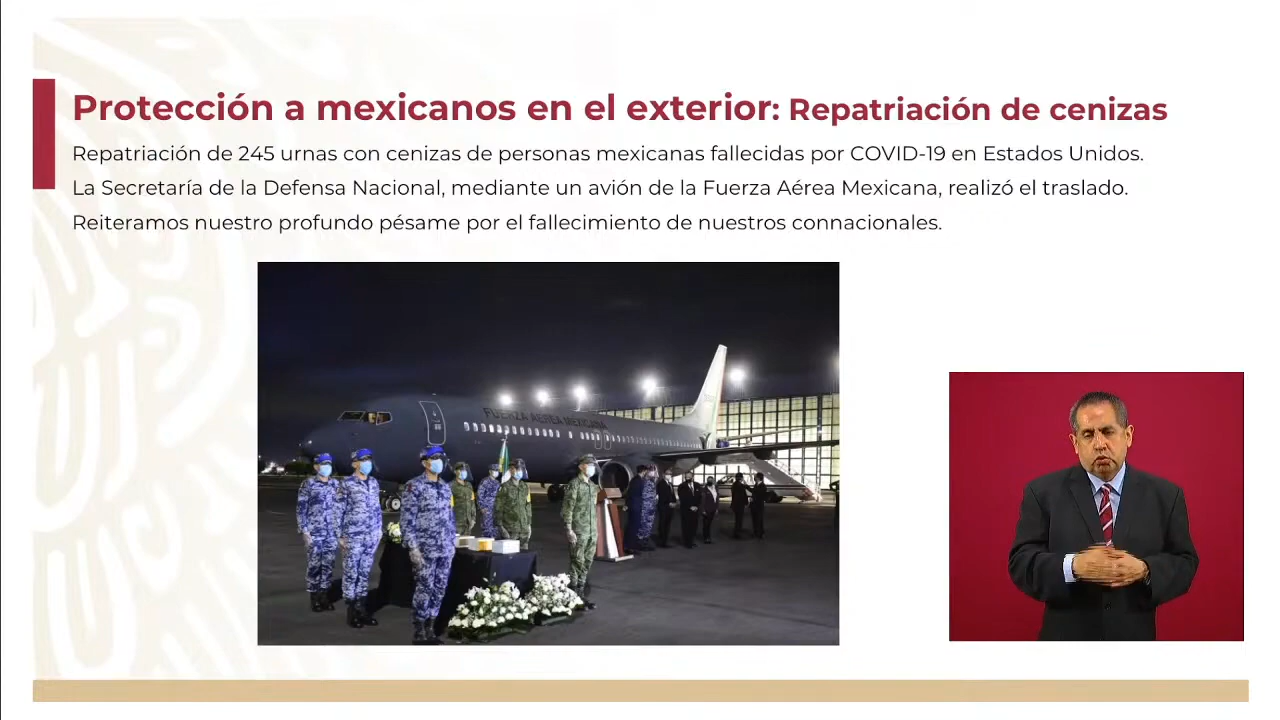 Protección a mexicanos en el exterior: Repatriación de cenizas
Repatriación de 245 urnas con cenizas de personas mexicanas fallecidas por COVID-19 en Estados Unidos.
La Secretaría de la Defensa Nacional, mediante un avión de la Fuerza Aérea Mexicana, realizó el traslado.
Reiteramos nuestro profundo pésame por el fallecimiento de nuestros connacionales.
FUERZA AEREA MEXICANA